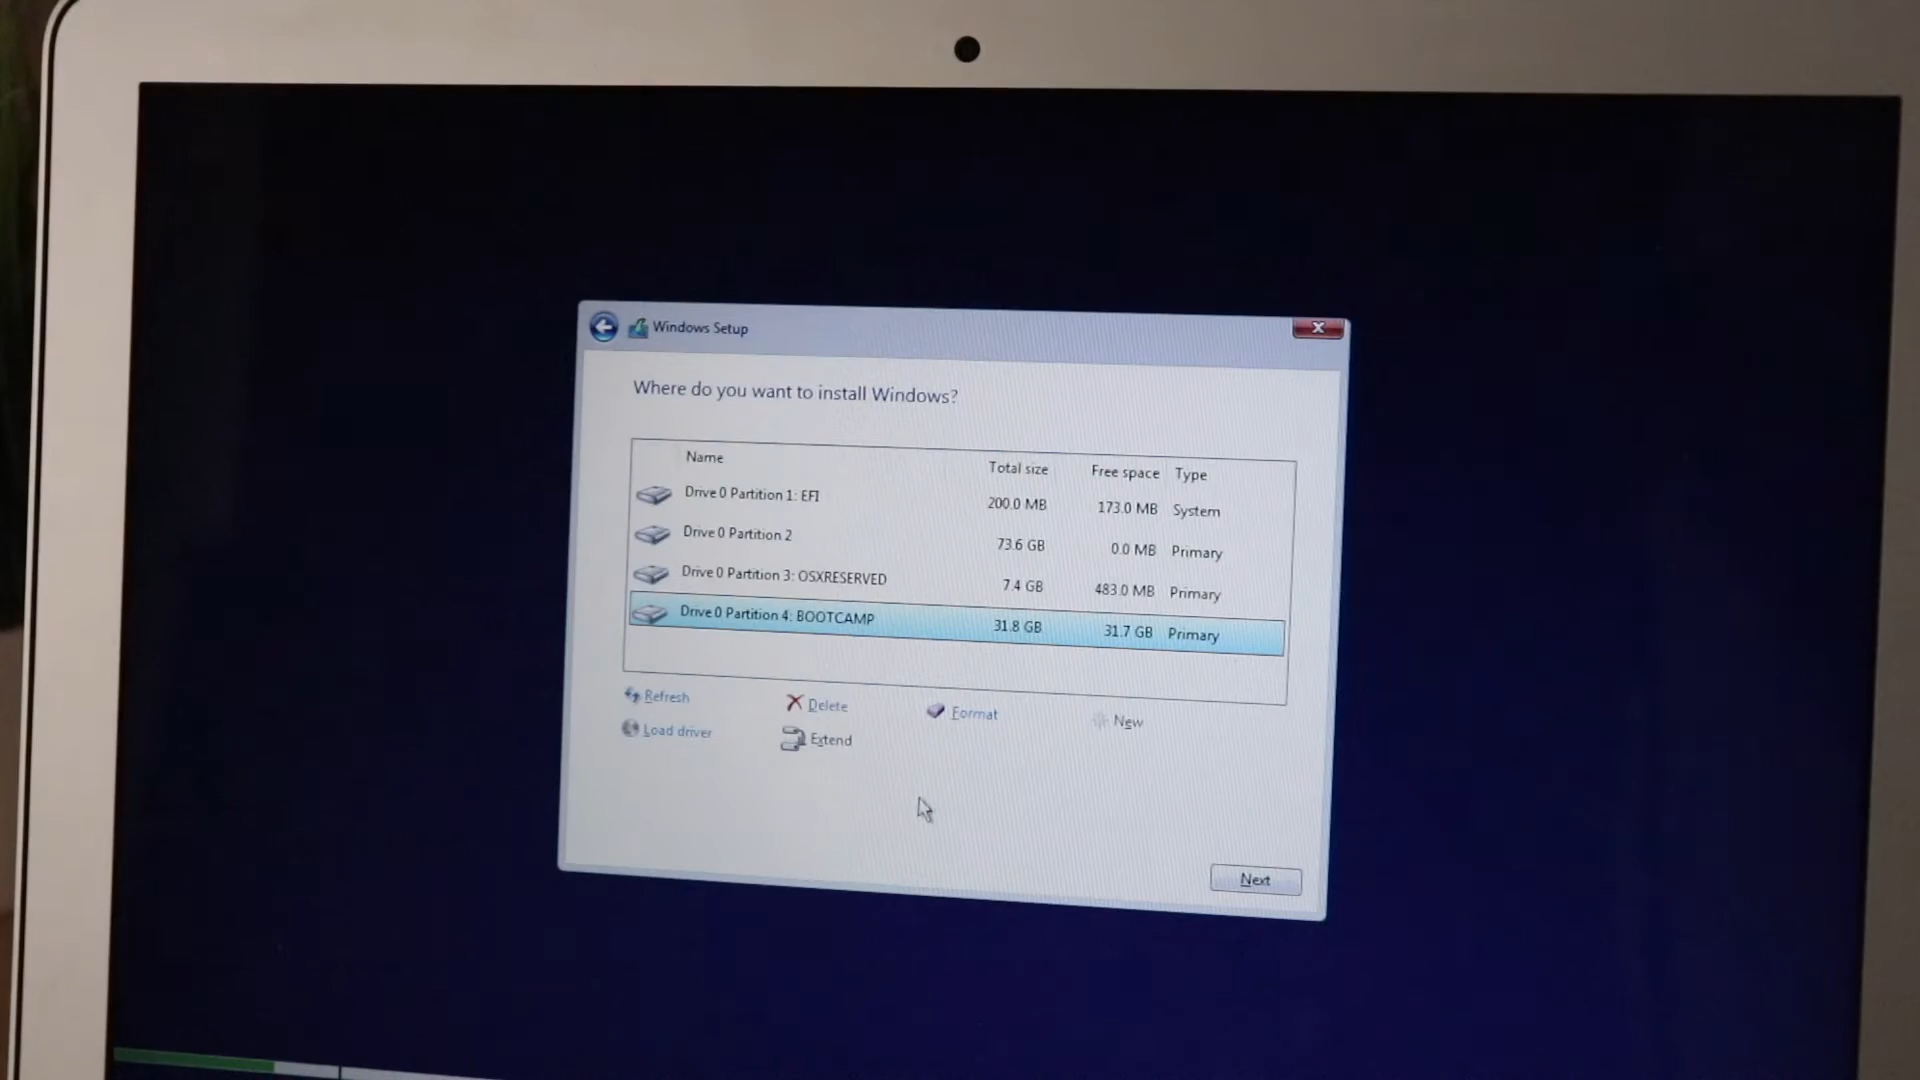 Windows Setup
Where do you want to install Windows?
Name Total size Free space Type
Drive 0 Partition 1: EFI 200.0 MB 173.0 MB System
Drive 0 Partition 2 73.6 GB 0.0 MB Primary
Drive 0 Partition 3: OSXRESERVED 7.4 GB 483.0 MB Primary
Drive 0 Partition 4: BOOTCAMP 31.8 GB 31.7 GB Primary
Refresh Delete Format New
Load driver Extend
Next